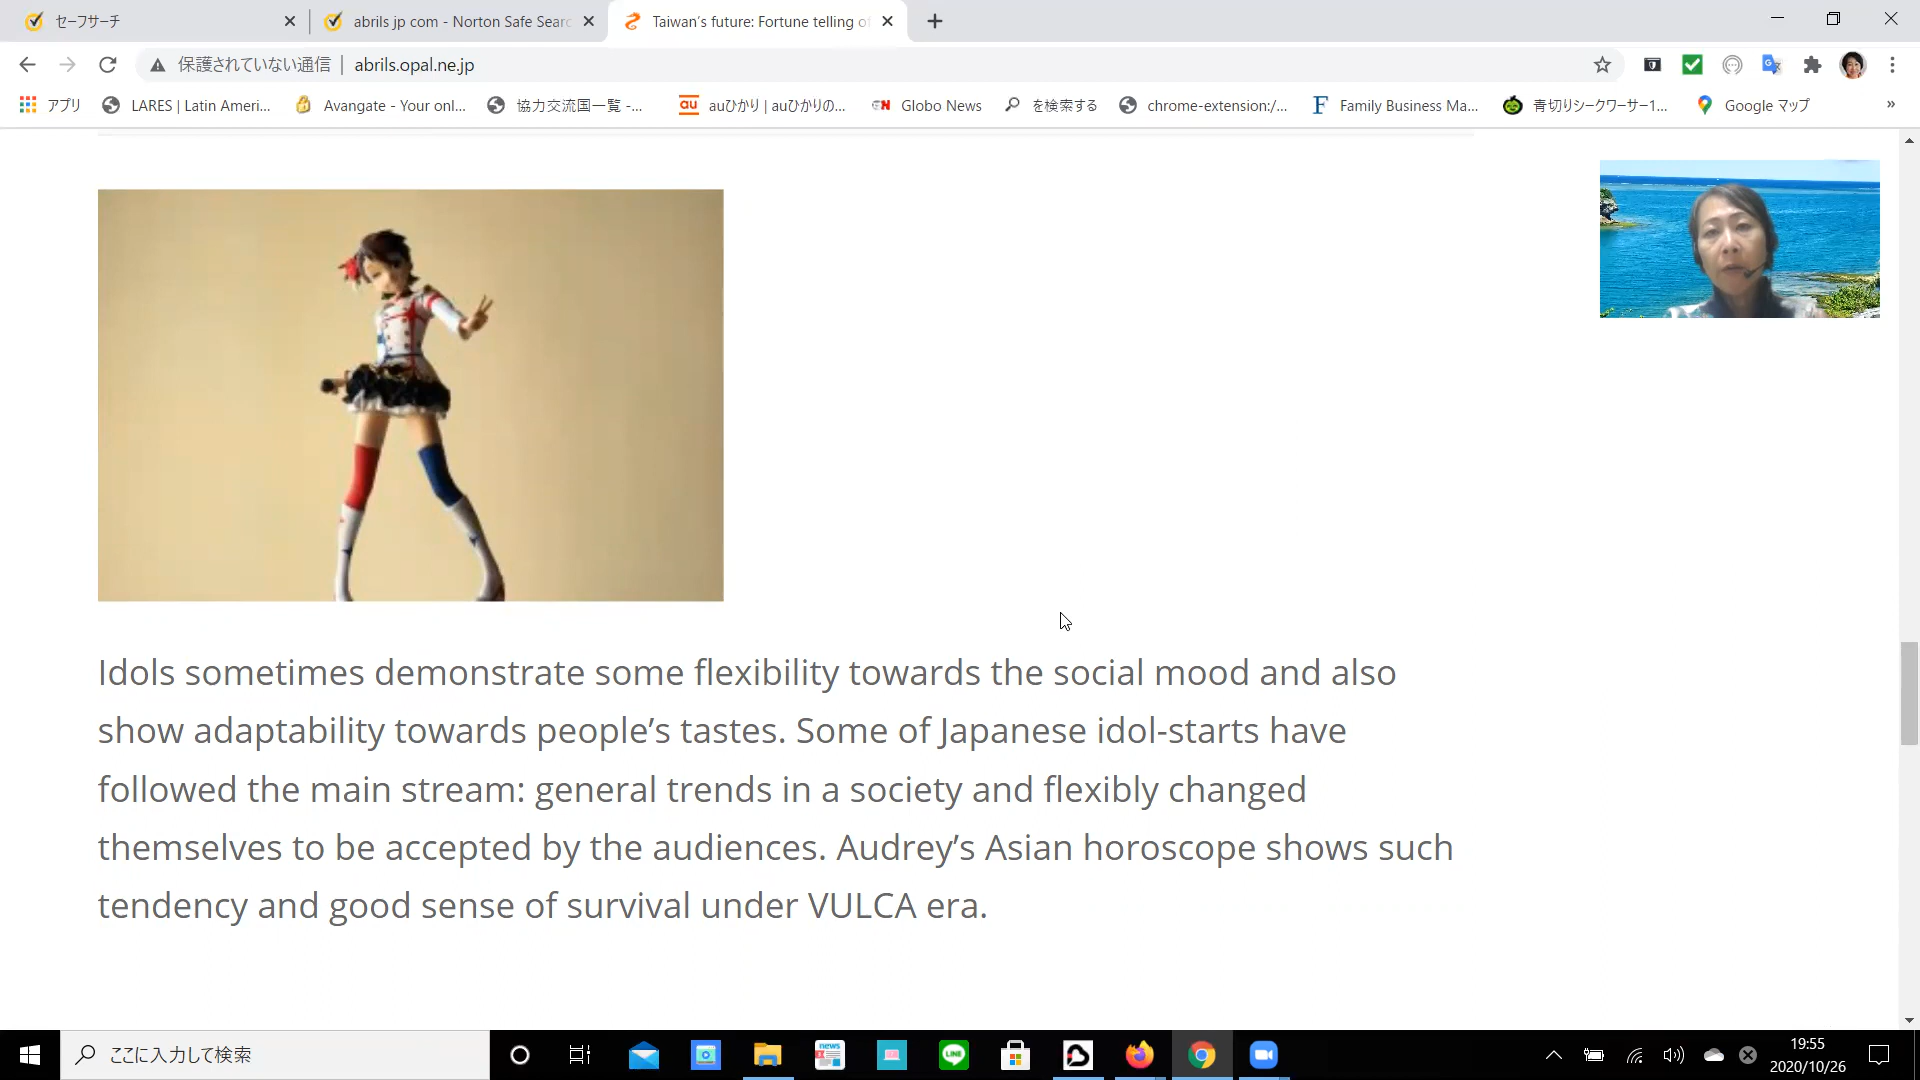 セーフサーチ
abrils jp com - Norton Safe Searc
Taiwan's future: Fortune telling of
保護されていない通信 | abrils.opal.ne.jp
アプリ LARES | Latin Ameri... Avangate - Your onl... 協力交流国一覧 -... au auひかり | auひかりの... Globo News を検索する chrome-extension:/... Family Business Ma... 青切りシークワーサー1... Google マップ »
Idols sometimes demonstrate some flexibility towards the social mood and also
show adaptability towards people's tastes. Some of Japanese idol-starts have
followed the main stream: general trends in a society and flexibly changed
themselves to be accepted by the audiences. Audrey's Asian horoscope shows such
tendency and good sense of survival under VULCA era.
ここに入力して検索
news
LINE
19:55
2020/10/26